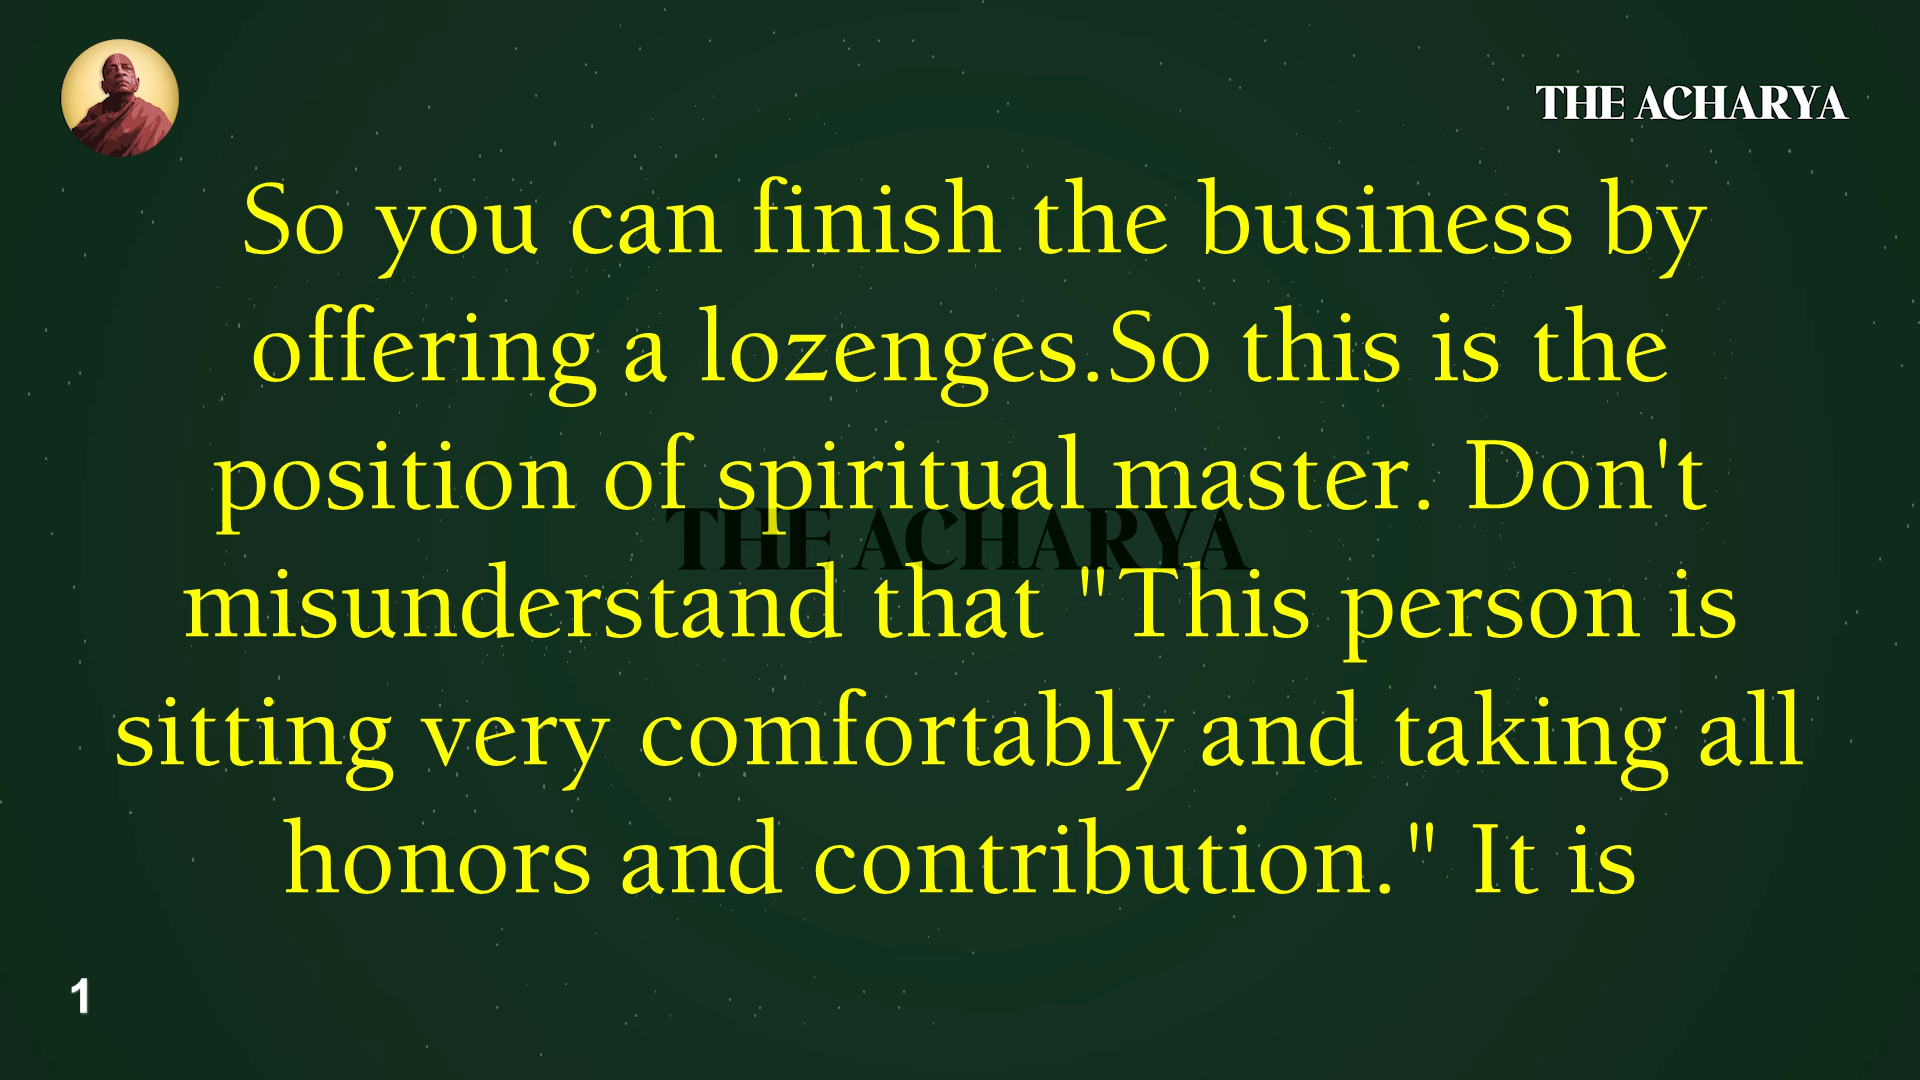 THE ACHARYA
So you can finish the business by
offering a lozenges.So this is the
position of spiritual master. Don't
THE ACHARYA
misunderstand that "This person is
sitting very comfortably and taking all
honors and contribution." It is
1